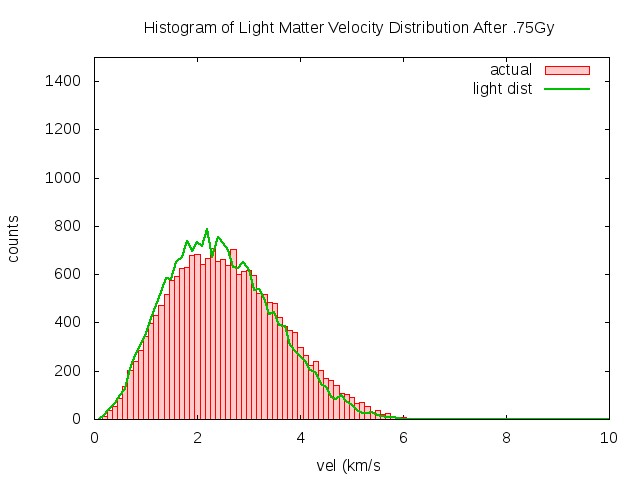 Histogram of Light Matter Velocity Distribution After .75Gy
actual
light dist
1400
1200
1000
800
600
400
200
0
counts
0 2 4 6 8 10
vel (km/s